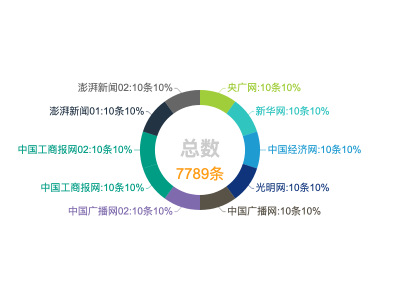 澎湃新闻02:10条10%
央广网:10条10%
澎湃新闻01:10条10%
新华网:10条10%
中国工商报网02:10条10%
总数
中国经济网:10条10%
7789条
中国工商报网:10条10%
光明网:10条10%
中国广播网02:10条10%
中国广播网:10条10%